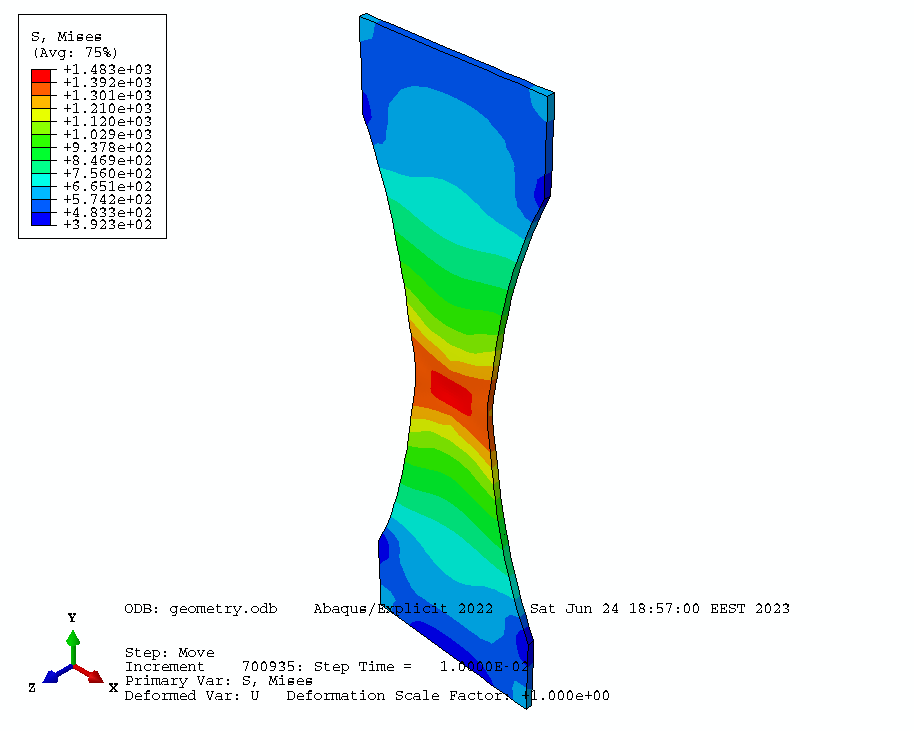 S, Mises
(Avg: 75%)
+1.483e+03
+1.392e+03
+1.301e+03
+1.210e+03
+1.120e+03
+1.029e+03
+9.378e+02
+8.469e+02
+7.560e+02
+6.651e+02
+5.742e+02
+4.833e+02
+3.923e+02
ODB: geometry.odb    Abaqus/Explicit 2022    Sat Jun 24 18:57:00 EEST 2023
Y
Z
X
Step: Move
Increment    700935: Step Time =   1.0000E-02
Primary Var: S, Mises
Deformed Var: U   Deformation Scale Factor: +1.000e+00